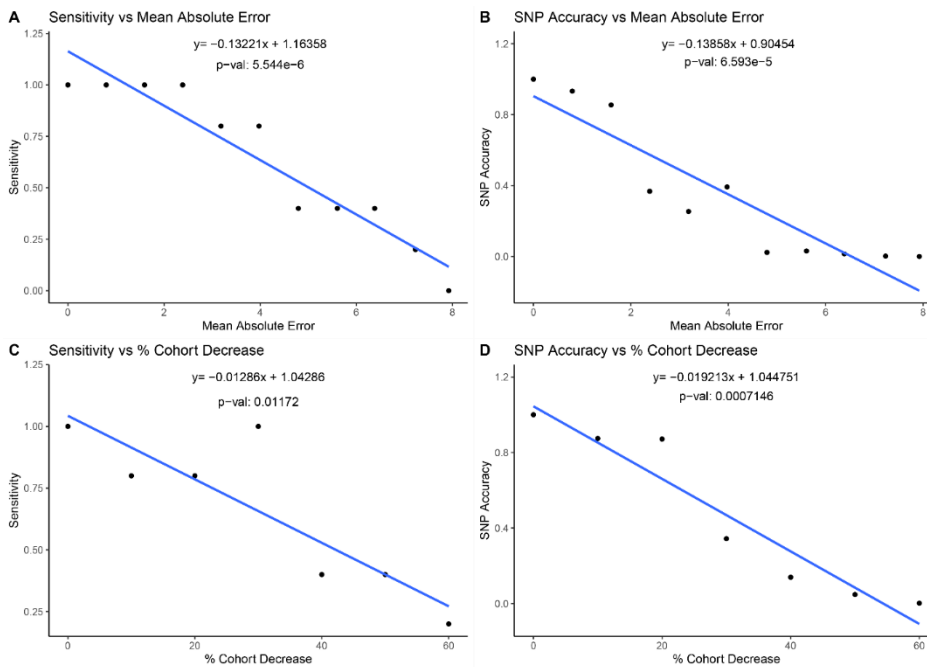 A Sensitivity vs Mean Absolute Error
y= −0.13221x + 1.16358
p−val: 5.544e−6
1.25
1.00
0.75
0.50
0.25
0.00
Sensitivity
0 2 4 6 8
Mean Absolute Error
B SNP Accuracy vs Mean Absolute Error
y= −0.13858x + 0.90454
p−val: 6.593e−5
1.2
0.8
0.4
0.0
SNP Accuracy
0 2 4 6 8
Mean Absolute Error
C Sensitivity vs % Cohort Decrease
y= −0.01286x + 1.04286
p−val: 0.01172
1.25
1.00
0.75
0.50
0.25
Sensitivity
0 20 40 60
% Cohort Decrease
D SNP Accuracy vs % Cohort Decrease
y= −0.019213x + 1.044751
p−val: 0.0007146
1.2
0.8
0.4
0.0
SNP Accuracy
0 20 40 60
% Cohort Decrease